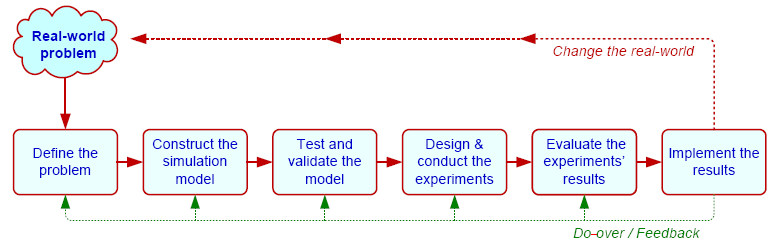 Real-world
problem
Change the real-world
Define the
problem
Construct the
simulation
model
Test and
validate the
model
Design &
conduct the
experiments
Evaluate the
experiments'
results
Implement the
results
Do-over / Feedback